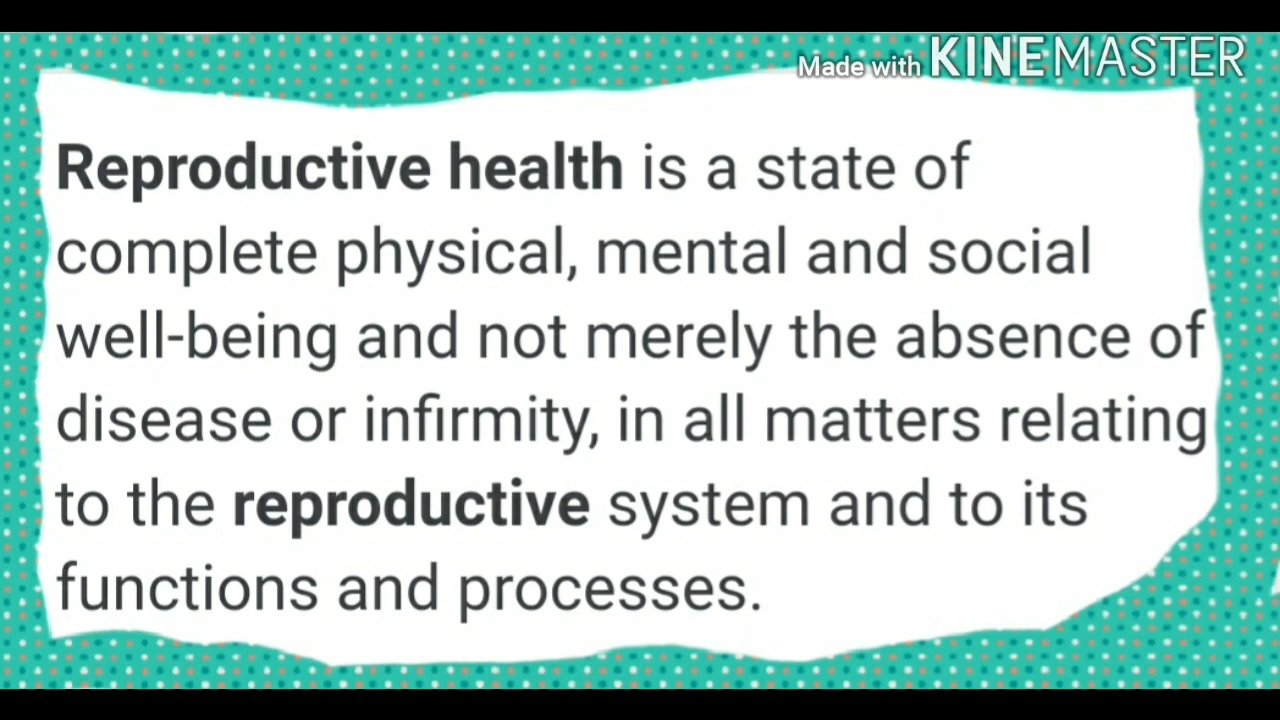 Made with KINEMASTER
Reproductive health is a state of
complete physical, mental and social
well-being and not merely the absence of
disease or infirmity, in all matters relating
to the reproductive system and to its
functions and processes.